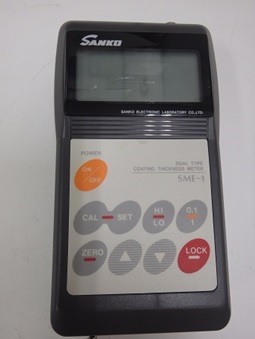 SANKO
SANKO ELECTRONIC LABORATORY CO.,LTD.
POWER
ON
/OFF
DUAL TYPE
COATING THICKNESS METER
SME-1
CAL
SET
HI
LO
0.1
1
ZERO
LOCK